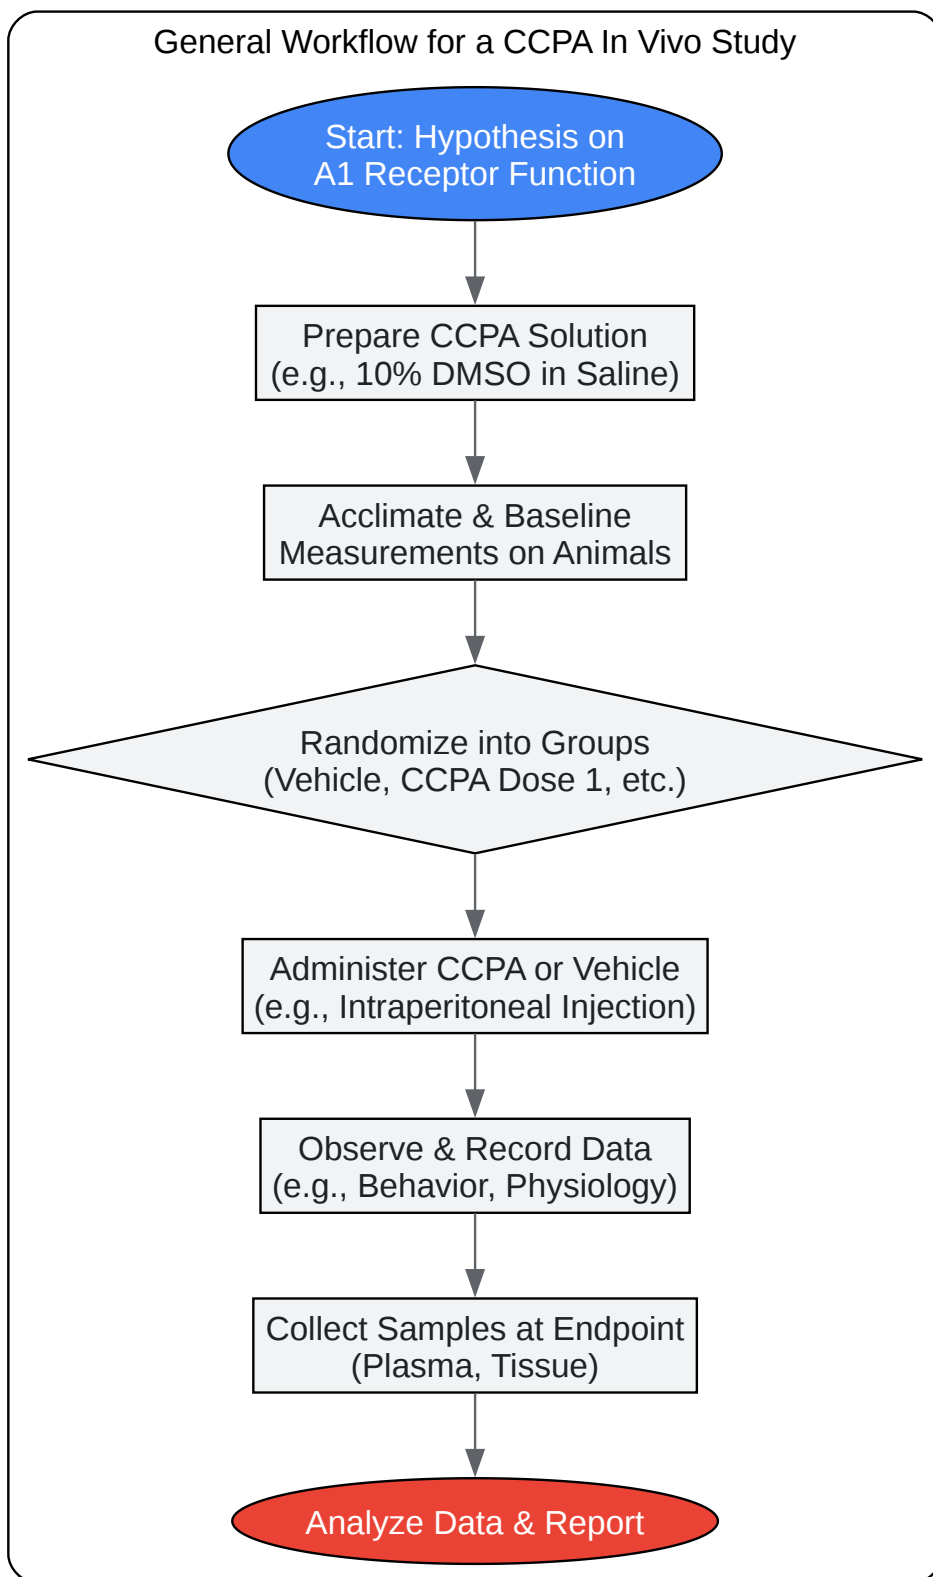 General Workflow for a CCPA In Vivo Study
Start: Hypothesis on
A1 Receptor Function
Prepare CCPA Solution
(e.g., 10% DMSO in Saline)
Acclimate & Baseline
Measurements on Animals
Randomize into Groups
(Vehicle, CCPA Dose 1, etc.)
Administer CCPA or Vehicle
(e.g., Intraperitoneal Injection)
Observe & Record Data
(e.g., Behavior, Physiology)
Collect Samples at Endpoint
(Plasma, Tissue)
Analyze Data & Report